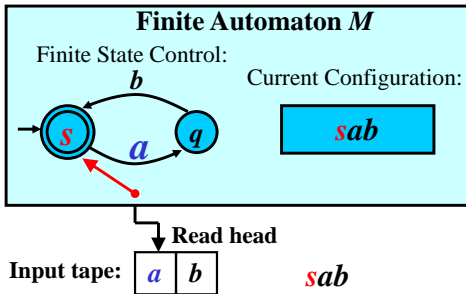 Finite Automaton M
Finite State Control:
b
Current Configuration:
s
a
q
sab
Read head
Input tape: a b
sab